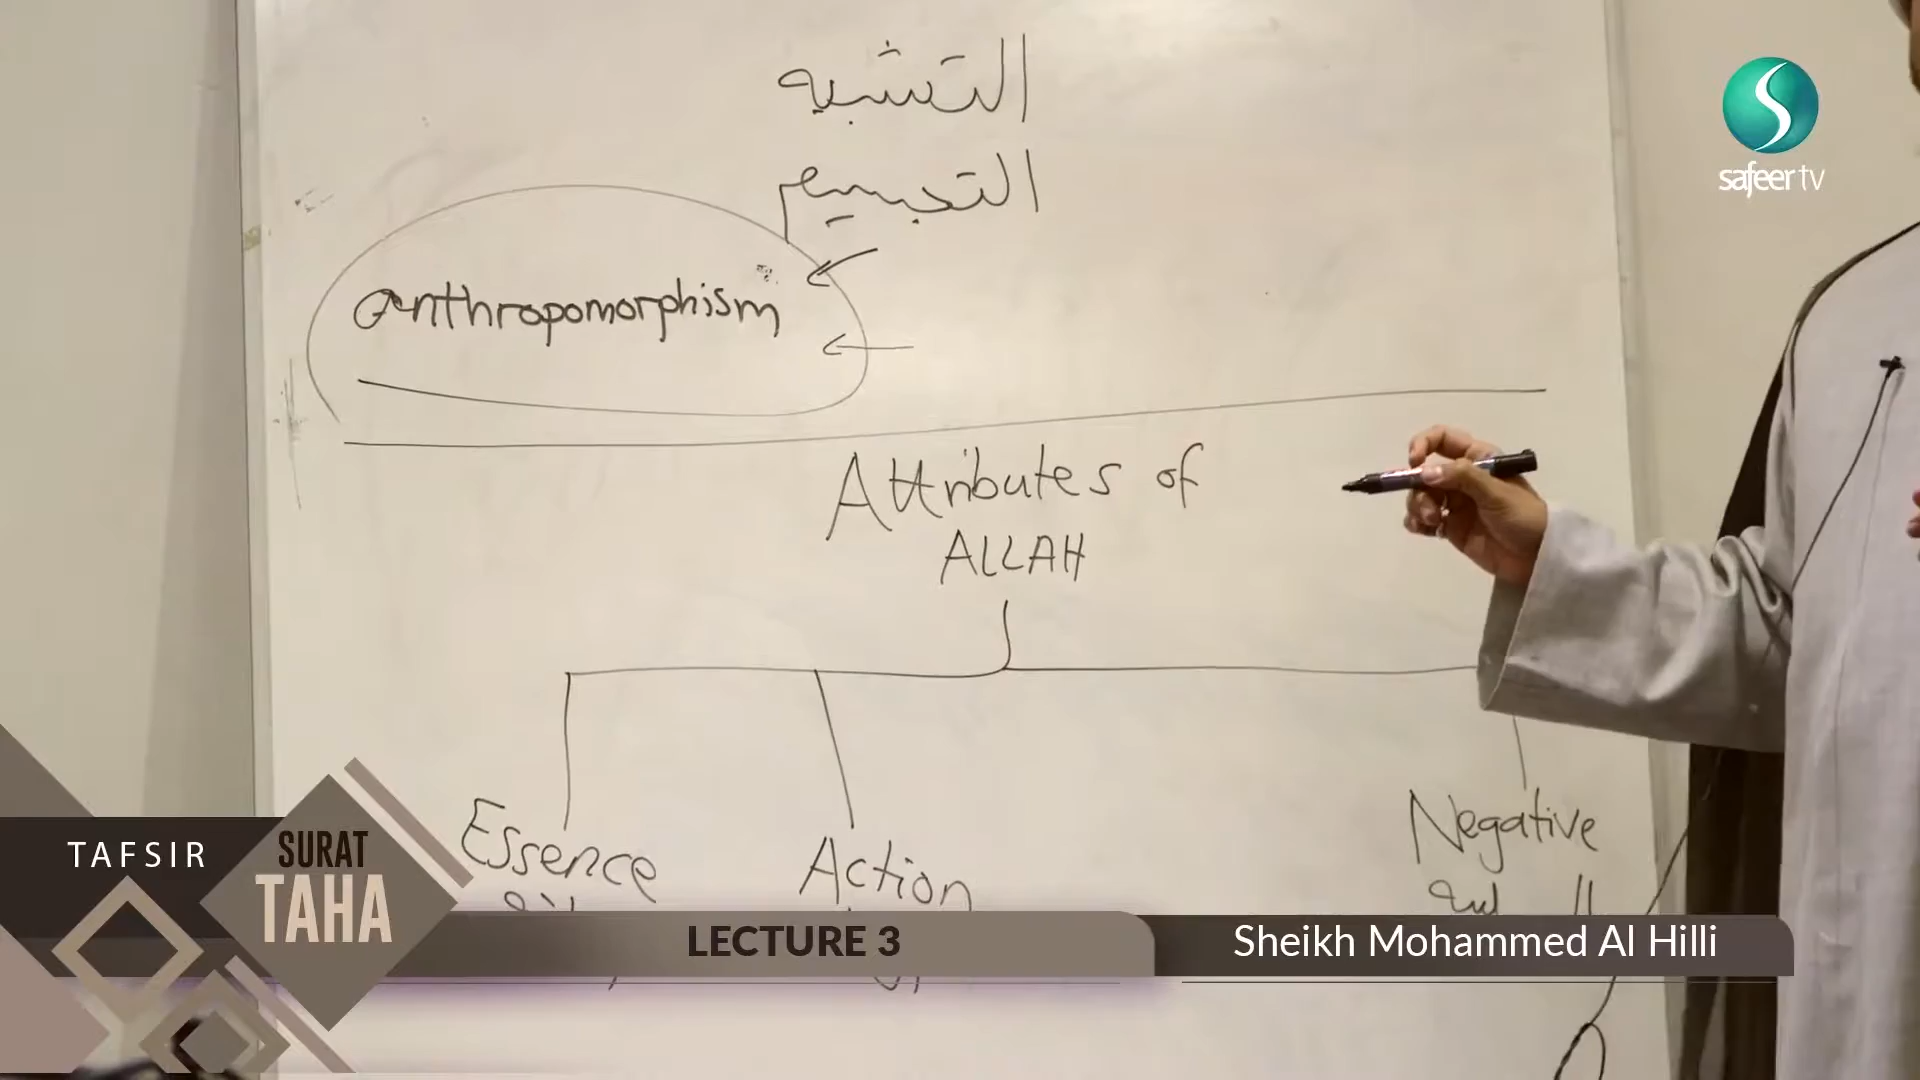 التشبيه
التجسيم
anthropomorphism
Attributes of
ALLAH
Essence
Action
Negative
safeer tv
TAFSIR
SURAT
TAHA
LECTURE 3
Sheikh Mohammed Al Hilli